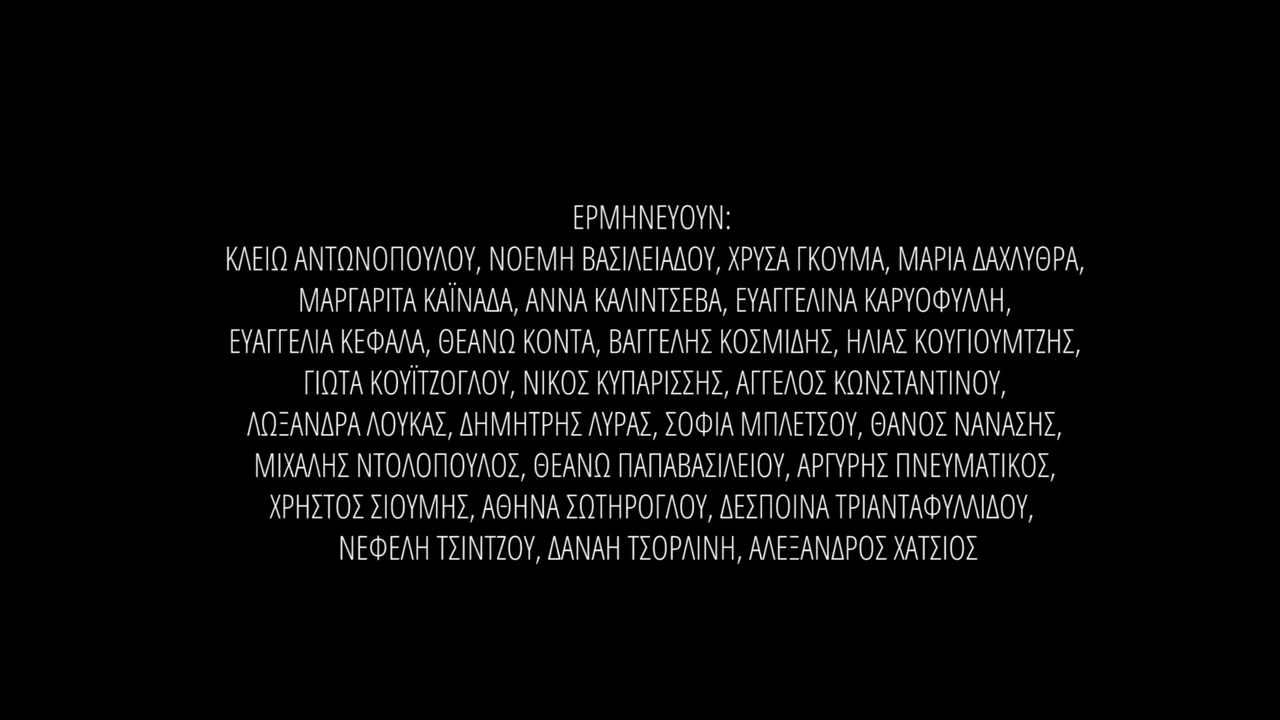 ΕΡΜΗΝΕΥΟΥΝ:
ΚΛΕΙΩ ΑΝΤΩΝΟΠΟΥΛΟΥ, ΝΟΕΜΗ ΒΑΣΙΛΕΙΑΔΟΥ, ΧΡΥΣΑ ΓΚΟΥΜΑ, ΜΑΡΙΑ ΔΑΧΛΥΘΡΑ,
ΜΑΡΓΑΡΙΤΑ ΚΑΪΝΑΔΑ, ΑΝΝΑ ΚΑΛΙΝΤΣΕΒΑ, ΕΥΑΓΓΕΛΙΝΑ ΚΑΡΥΟΦΥΛΛΗ,
ΕΥΑΓΓΕΛΙΑ ΚΕΦΑΛΑ, ΘΕΑΝΩ ΚΟΝΤΑ, ΒΑΓΓΕΛΗΣ ΚΟΣΜΙΔΗΣ, ΗΛΙΑΣ ΚΟΥΓΙΟΥΜΤΖΗΣ,
ΓΙΩΤΑ ΚΟΥΪΤΖΟΓΛΟΥ, ΝΙΚΟΣ ΚΥΠΑΡΙΣΣΗΣ, ΑΓΓΕΛΟΣ ΚΩΝΣΤΑΝΤΙΝΟΥ,
ΛΩΞΑΝΔΡΑ ΛΟΥΚΑΣ, ΔΗΜΗΤΡΗΣ ΛΥΡΑΣ, ΣΟΦΙΑ ΜΠΛΕΤΣΟΥ, ΘΑΝΟΣ ΝΑΝΑΣΗΣ,
ΜΙΧΑΛΗΣ ΝΤΟΛΟΠΟΥΛΟΣ, ΘΕΑΝΩ ΠΑΠΑΒΑΣΙΛΕΙΟΥ, ΑΡΓΥΡΗΣ ΠΝΕΥΜΑΤΙΚΟΣ,
ΧΡΗΣΤΟΣ ΣΙΟΥΜΗΣ, ΑΘΗΝΑ ΣΩΤΗΡΟΓΛΟΥ, ΔΕΣΠΟΙΝΑ ΤΡΙΑΝΤΑΦΥΛΛΙΔΟΥ,
ΝΕΦΕΛΗ ΤΣΙΝΤΖΟΥ, ΔΑΝΑΗ ΤΣΟΡΛΙΝΗ, ΑΛΕΞΑΝΔΡΟΣ ΧΑΤΣΙΟΣ